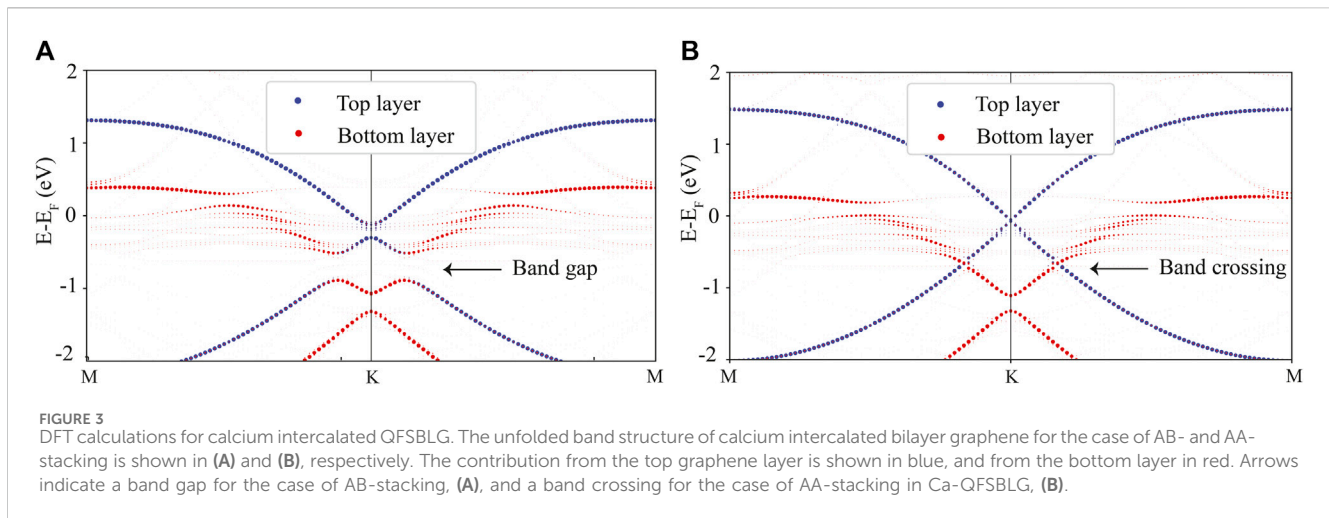 A
B
2
1
0
-1
-2
E-EF (eV)
Top layer
Bottom layer
Band gap
M
K
M
2
1
0
-1
-2
E-EF (eV)
Top layer
Bottom layer
Band crossing
M
K
M
FIGURE 3
DFT calculations for calcium intercalated QFSBLG. The unfolded band structure of calcium intercalated bilayer graphene for the case of AB- and AA-
stacking is shown in (A) and (B), respectively. The contribution from the top graphene layer is shown in blue, and from the bottom layer in red. Arrows
indicate a band gap for the case of AB-stacking, (A), and a band crossing for the case of AA-stacking in Ca-QFSBLG, (B).